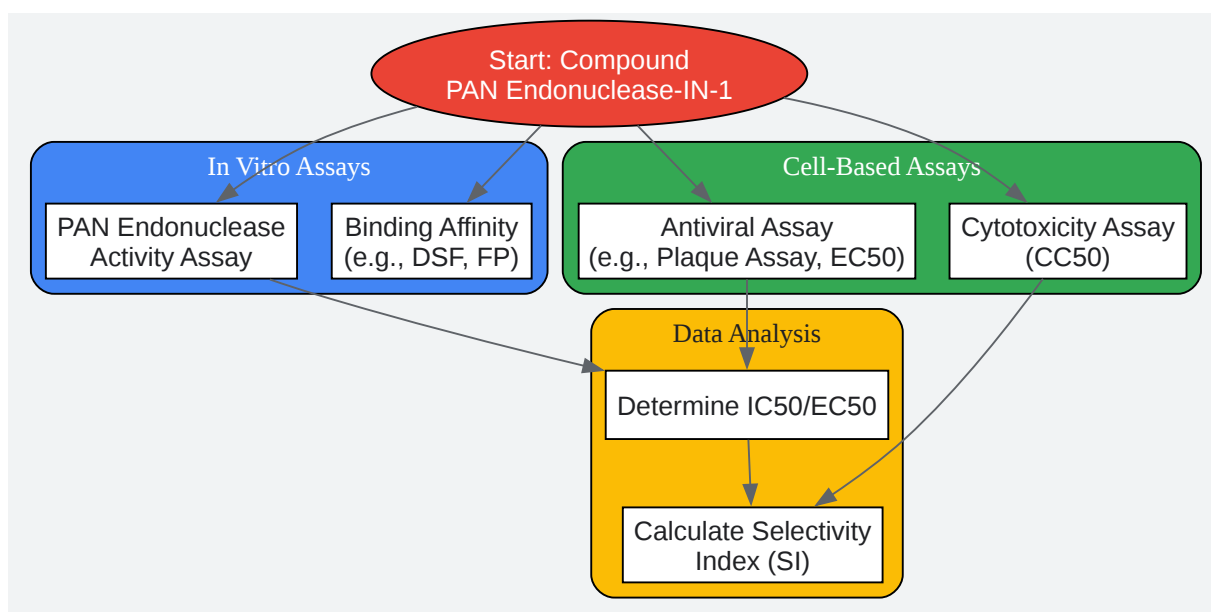 Start: Compound
PAN Endonuclease-IN-1
In Vitro Assays
Cell-Based Assays
PAN Endonuclease
Activity Assay
Binding Affinity
(e.g., DSF, FP)
Antiviral Assay
(e.g., Plaque Assay, EC50)
Cytotoxicity Assay
(CC50)
Data Analysis
Determine IC50/EC50
Calculate Selectivity
Index (SI)